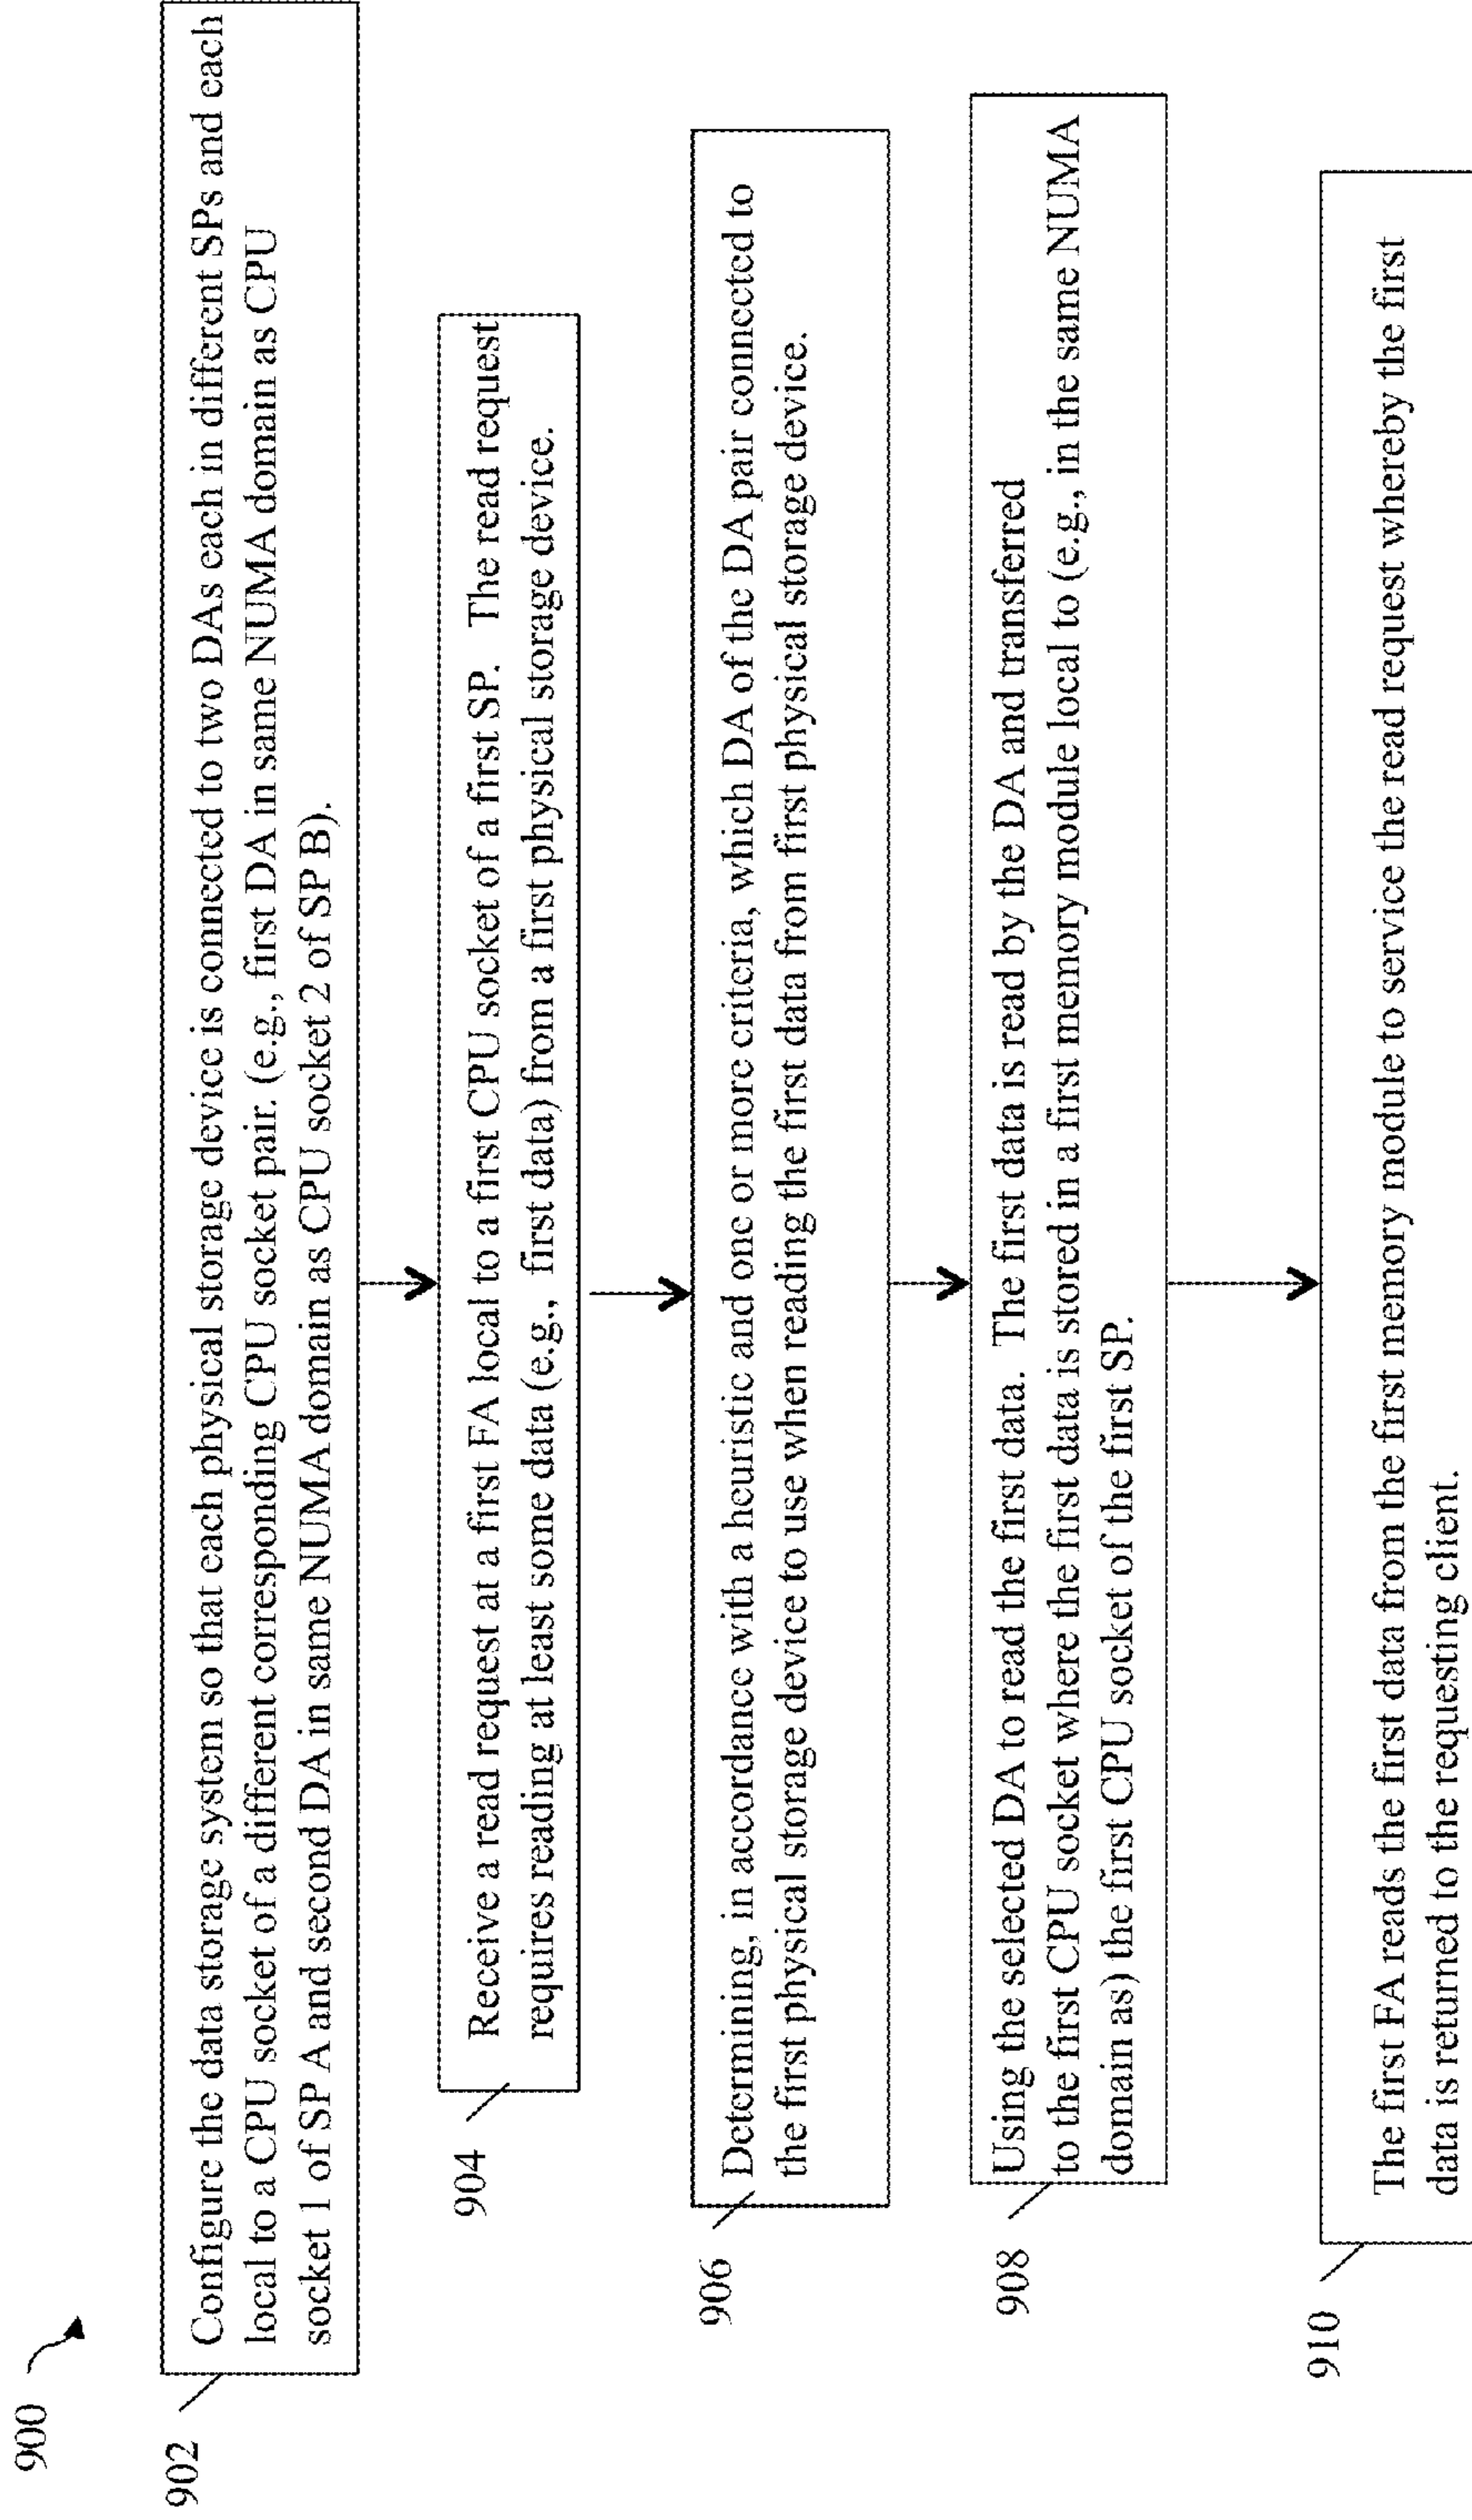 900
902
Configure the data storage system so that each physical storage device is connected to two DAs each in different SPs and each
local to a CPU socket of a different corresponding CPU socket pair. (e.g., first DA in same NUMA domain as CPU
socket 1 of SP A and second DA in same NUMA domain as CPU socket 2 of SP B).
904
Receive a read request at a first FA local to a first CPU socket of a first SP. The read request
requires reading at least some data (e.g., first data) from a first physical storage device.
906
Determining, in accordance with a heuristic and one or more criteria, which DA of the DA pair connected to
the first physical storage device to use when reading the first data from first physical storage device.
908
Using the selected DA to read the first data. The first data is read by the DA and transferred
to the first CPU socket where the first data is stored in a first memory module local to (e.g., in the same NUMA
domain as) the first CPU socket of the first SP.
910
The first FA reads the first data from the first memory module to service the read request whereby the first
data is returned to the requesting client.